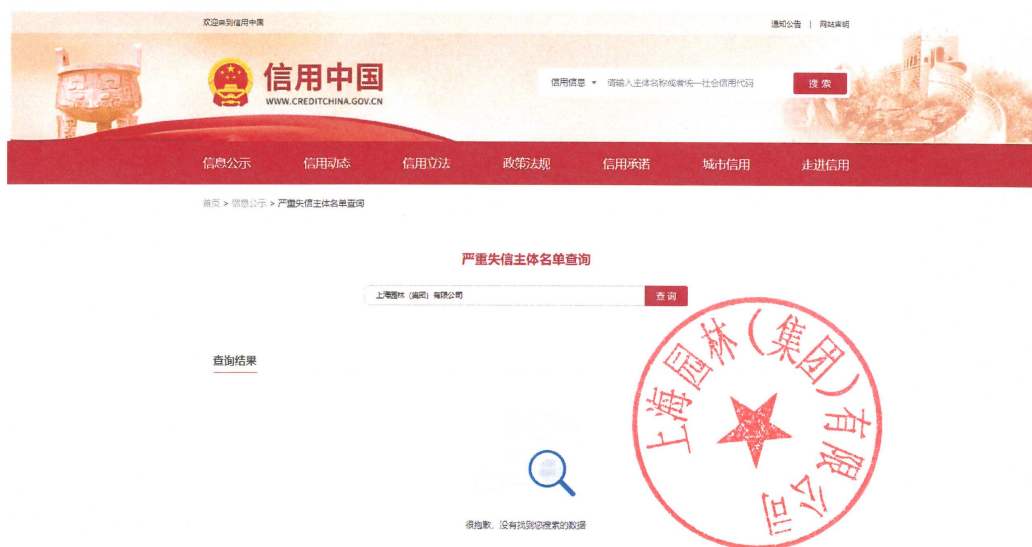 欢迎来到信用中国
通知公告 | 网站声明
信用中国
WWW.CREDITCHINA.GOV.CN
信用信息
请输入主体名称或者统一社会信用代码
搜索
信息公示 信用动态 信用立法 政策法规 信用承诺 城市信用 走进信用
首页 > 信息公示 > 严重失信主体名单查询
严重失信主体名单查询
上海园林（集团）有限公司
查询
查询结果
上海园林（集团）有限公司
很抱歉，没有找到您搜索的数据